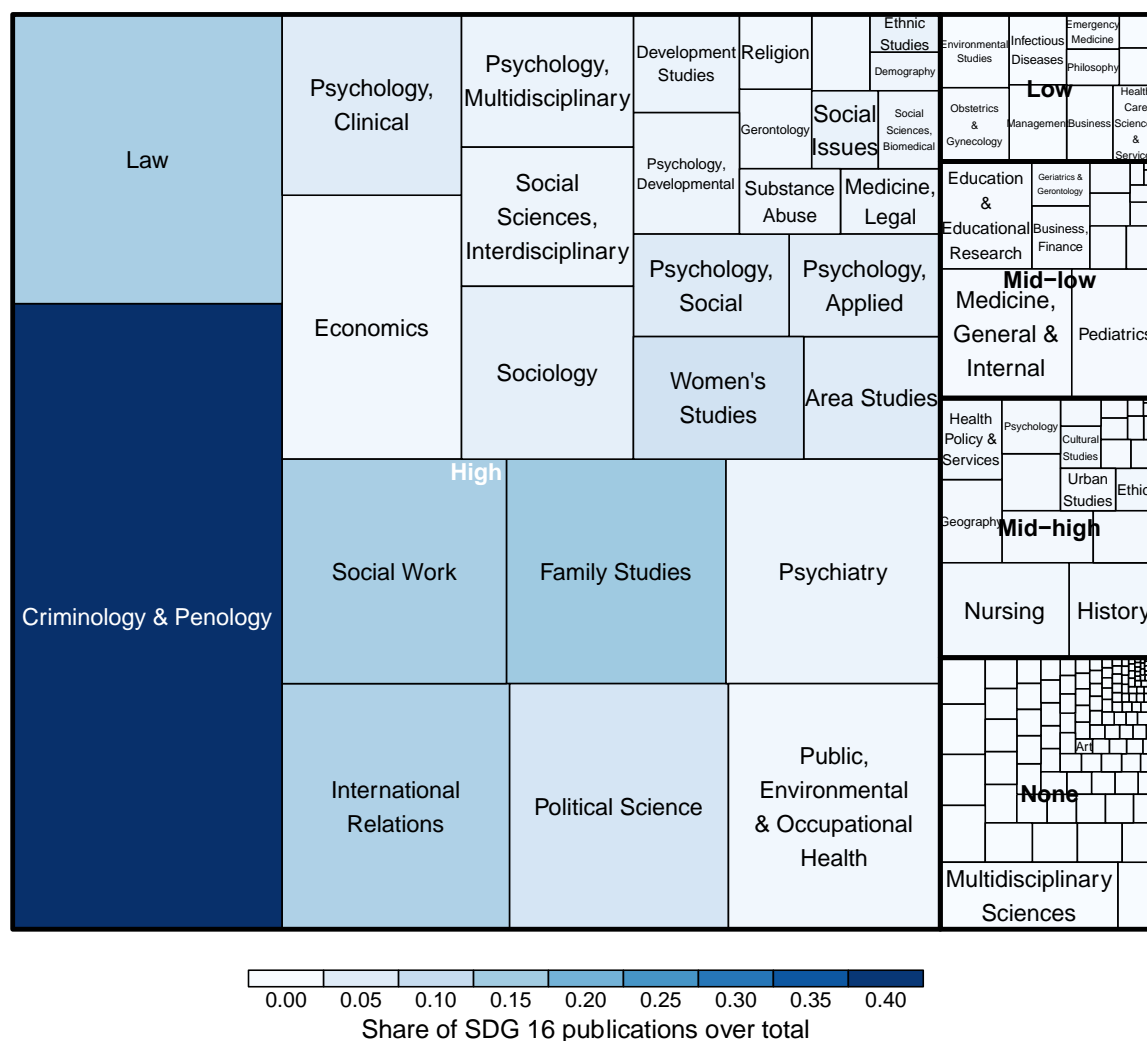 Law
Criminology & Penology
Psychology,
Clinical
Economics
Psychology,
Multidisciplinary
Social
Sciences,
Interdisciplinary
Sociology
Development
Studies
Psychology,
Developmental
Religion
Gerontology
Ethnic
Studies
Demography
Social
Issues
Social
Sciences,
Biomedical
Substance
Abuse
Medicine,
Legal
Psychology,
Social
Psychology,
Applied
Women's
Studies
Area Studies
High
Social Work
Family Studies
Psychiatry
International
Relations
Political Science
Public,
Environmental
& Occupational
Health
Environmental
Studies
Infectious
Diseases
Emergency
Medicine
Philosophy
Low
Obstetrics
&
Gynecology
Management
Business
Health
Care
Sciences
&
Services
Education
&
Educational
Research
Geriatrics &
Gerontology
Business,
Finance
Mid−low
Medicine,
General &
Internal
Pediatrics
Health
Policy &
Services
Psychology
Cultural
Studies
Urban
Studies
Ethic
Geography
Mid−high
Nursing
History
Art
None
Multidisciplinary
Sciences
0.00 0.05 0.10 0.15 0.20 0.25 0.30 0.35 0.40
Share of SDG 16 publications over total